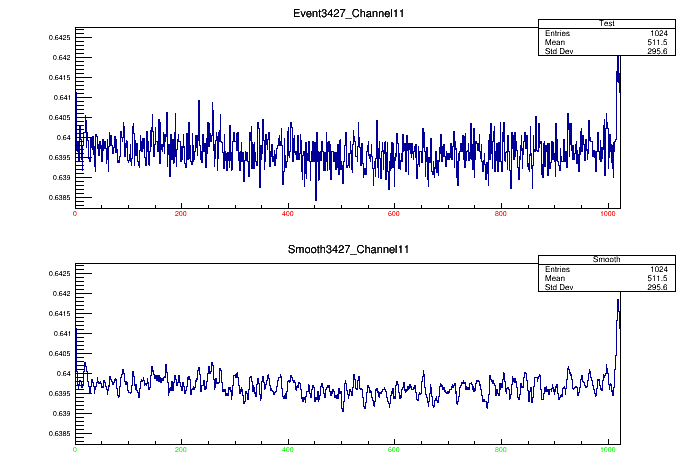 Event3427_Channel11
Test
Entries 1024
Mean 511.5
Std Dev 295.6
0.6425
0.642
0.6415
0.641
0.6405
0.64
0.6395
0.639
0.6385
0 200 400 600 800 1000
Smooth3427_Channel11
Smooth
Entries 1024
Mean 511.5
Std Dev 295.6
0.6425
0.642
0.6415
0.641
0.6405
0.64
0.6395
0.639
0.6385
0 200 400 600 800 1000